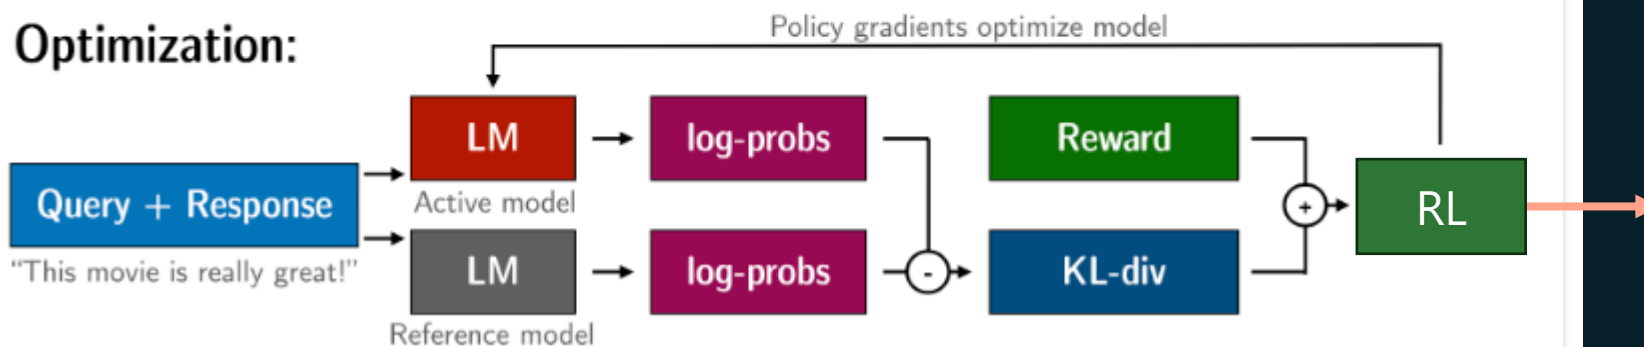 Policy gradients optimize model
Optimization:
LM
log-probs
Reward
Query + Response
Active model
RL
"This movie is really great!"
LM
log-probs
-
KL-div
+
Reference model